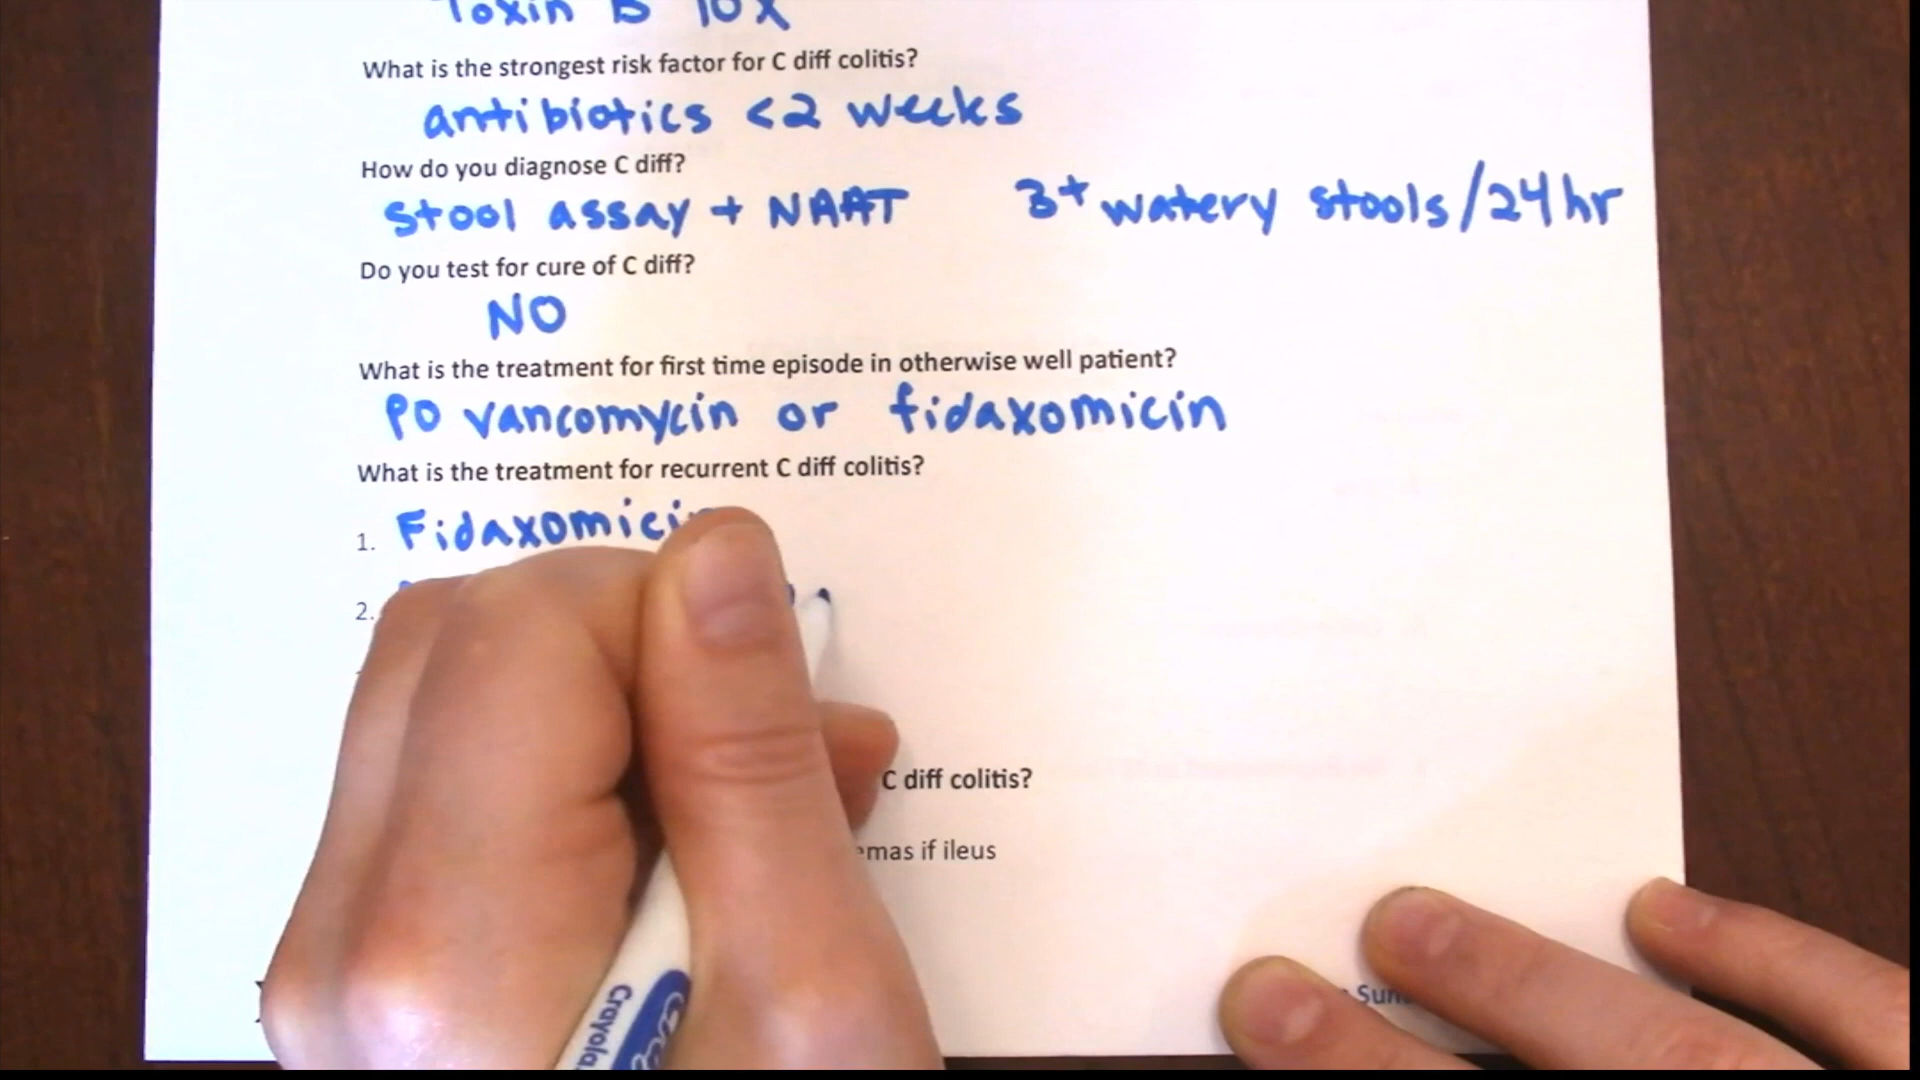 Toxin B 10x
What is the strongest risk factor for C diff colitis?
antibiotics <2 weeks
How do you diagnose C diff?
stool assay + NAAT 3+ watery stools/24hr
Do you test for cure of C diff?
NO
What is the treatment for first time episode in otherwise well patient?
PO vancomycin or fidaxomicin
What is the treatment for recurrent C diff colitis?
1. Fidaxomicin
2.
C diff colitis?
if ileus
Crayola